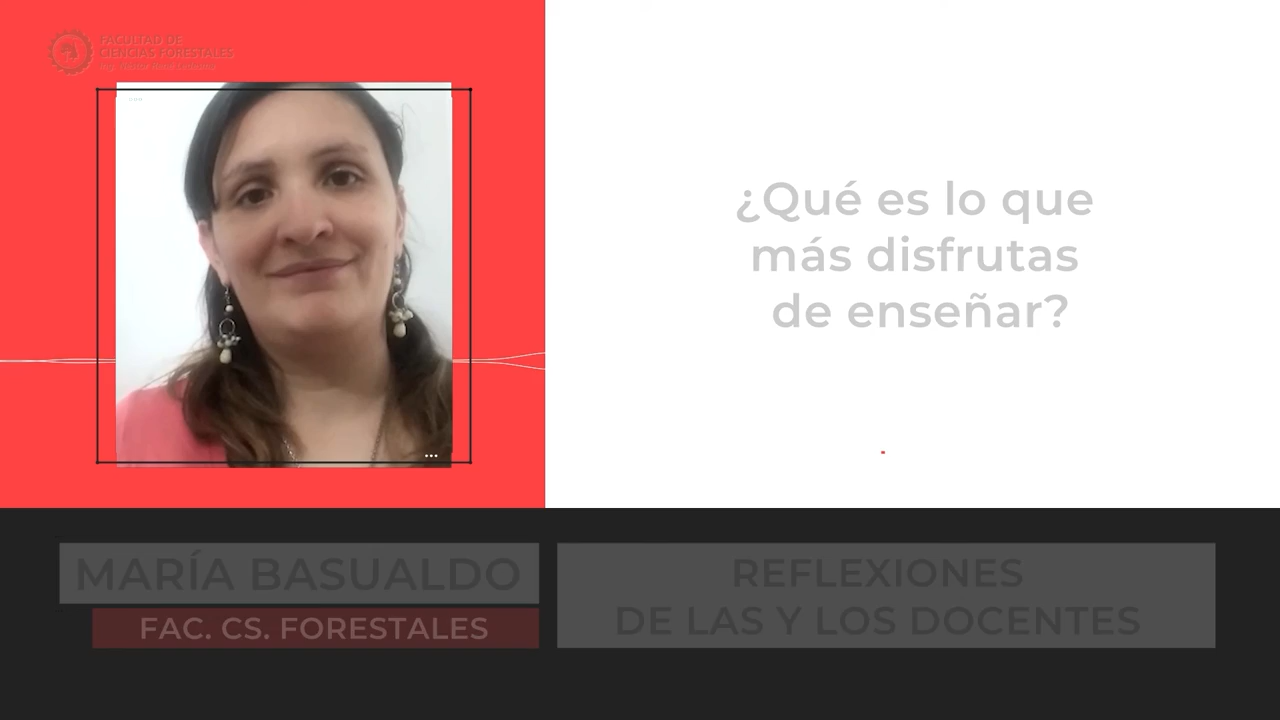 FACULTAD DE
CIENCIAS FORESTALES
¿Qué es lo que
más disfrutas
de enseñar?
MARÍA BASUALDO
FAC. CS. FORESTALES
REFLEXIONES
DE LAS Y LOS DOCENTES